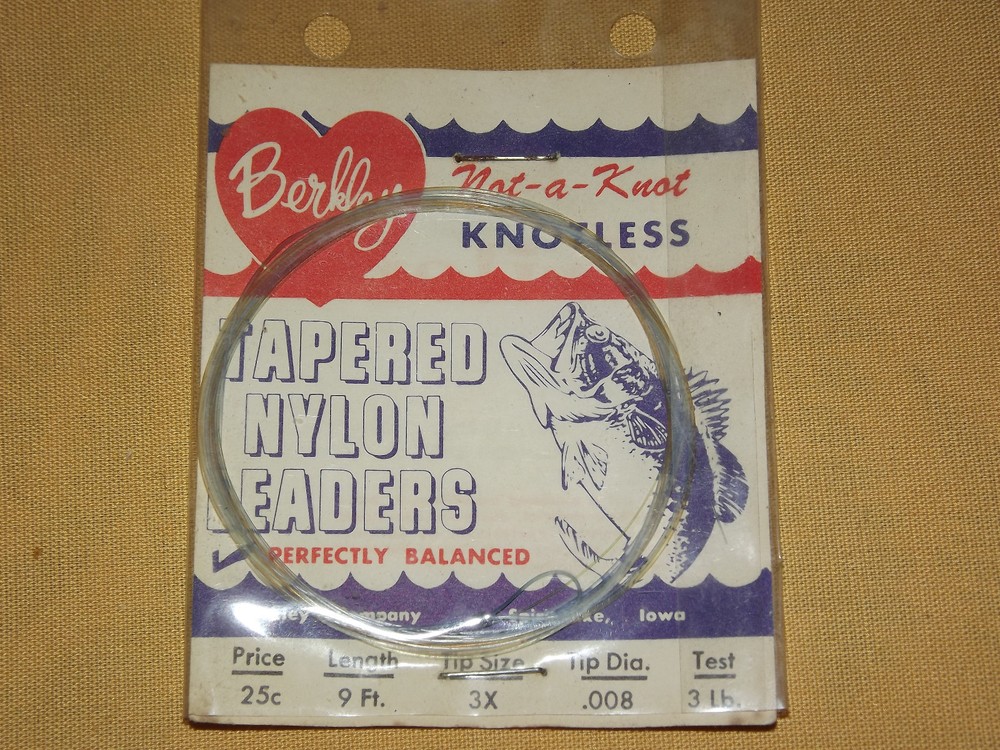 Berkley
Not-a-Knot
KNOTLESS
TAPERED
NYLON
LEADERS
PERFECTLY BALANCED
Company Iowa
Price Length Tip Size Tip Dia. Test
25c 9 Ft. 3X .008 3 Lb.